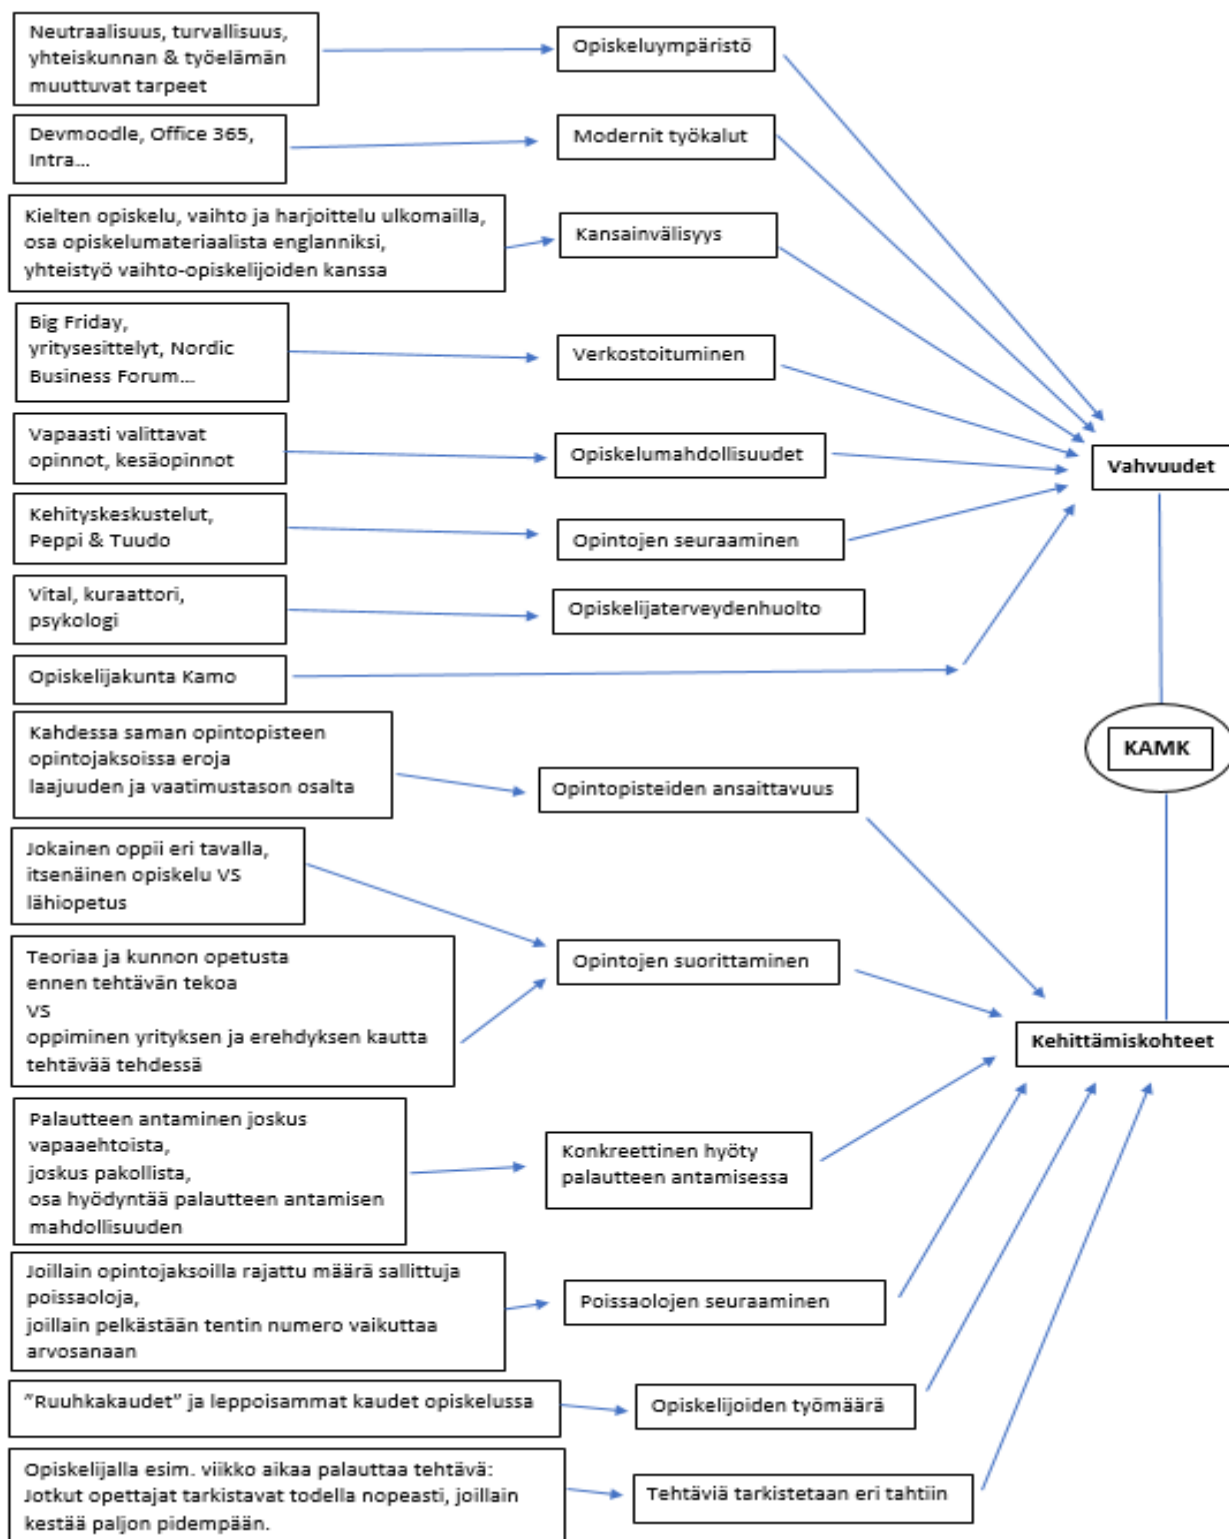 Neutraalisuus, turvallisuus,
yhteiskunnan & työelämän
muuttuvat tarpeet
Opiskeluympäristö
Devmoodle, Office 365,
Intra...
Modernit työkalut
Kielten opiskelu, vaihto ja harjoittelu ulkomailla,
osa opiskelumateriaalista englanniksi,
yhteistyö vaihto-opiskelijoiden kanssa
Kansainvälisyys
Big Friday,
yritysesittelyt, Nordic
Business Forum...
Verkostoituminen
Vapaasti valittavat
opinnot, kesäopinnot
Opiskelumahdollisuudet
Vahvuudet
Kehityskeskustelut,
Peppi & Tuudo
Opintojen seuraaminen
Vital, kuraattori,
psykologi
Opiskelijaterveydenhuolto
Opiskelijakunta Kamo
KAMK
Kahdessa saman opintopisteen
opintojaksoissa eroja
laajuuden ja vaatimustason osalta
Opintopisteiden ansaittavuus
Jokainen oppii eri tavalla,
itsenäinen opiskelu VS
lähiopetus
Opintojen suorittaminen
Teoriaa ja kunnon opetusta
ennen tehtävän tekoa
VS
oppiminen yrityksen ja erehdyksen kautta
tehtävää tehdessä
Kehittämiskohteet
Palautteen antaminen joskus
vapaaehtoista,
joskus pakollista,
osa hyödyntää palautteen antamisen
mahdollisuuden
Konkreettinen hyöty
palautteen antamisessa
Joillain opintojaksoilla rajattu määrä sallittuja
poissaoloja,
joillain pelkästään tentin numero vaikuttaa
arvosanaan
Poissaolojen seuraaminen
"Ruuhkakaudet" ja leppoisammat kaudet opiskelussa
Opiskelijoiden työmäärä
Opiskelijalla esim. viikko aikaa palauttaa tehtävä:
Jotkut opettajat tarkistavat todella nopeasti, joillain
kestää paljon pidempään.
Tehtäviä tarkistetaan eri tahtiin